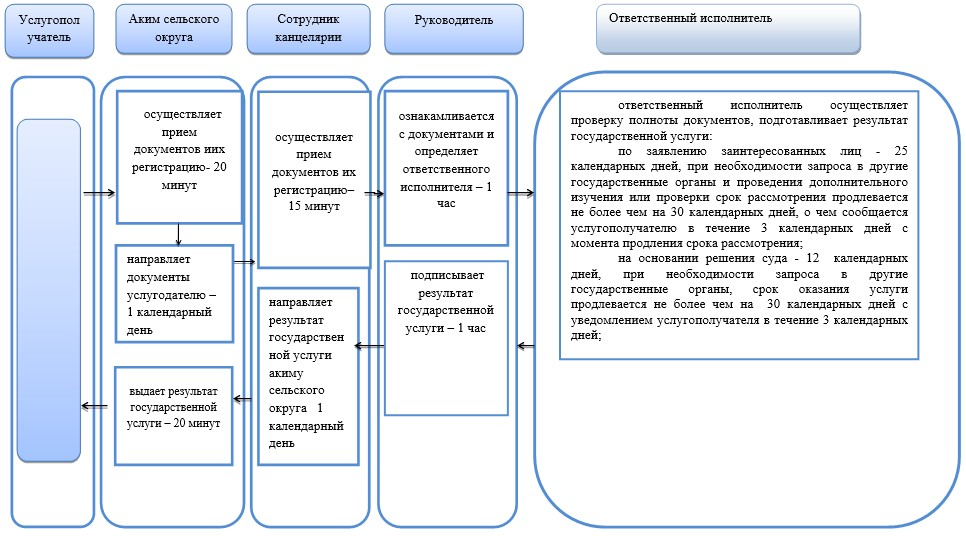 Услугопол
учатель
Аким сельского
округа
Сотрудник
канцелярии
Руководитель
Ответственный исполнитель
осуществляет
прием
документов иих
регистрацию- 20
минут
направляет
документы
услугодателю –
1 календарный
день
выдает результат
государственной
услуги – 20 минут
осуществляет
прием
документов их
регистрацию–
15 минут
направляет
результат
государствен
ной услуги
акиму
сельского
округа 1
календарный
день
ознакамливается
с документами и
определяет
ответственного
исполнителя – 1
час
подписывает
результат
государственной
услуги – 1 час
ответственный исполнитель осуществляет
проверку полноты документов, подготавливает результат
государственной услуги:
по заявлению заинтересованных лиц - 25
календарных дней, при необходимости запроса в другие
государственные органы и проведения дополнительного
изучения или проверки срок рассмотрения продлевается
не более чем на 30 календарных дней, о чем сообщается
услугополучателю в течение 3 календарных дней с
момента продления срока рассмотрения;
на основании решения суда - 12 календарных
дней, при необходимости запроса в другие
государственные органы, срок оказания услуги
продлевается не более чем на 30 календарных дней с
уведомлением услугополучателя в течение 3 календарных
дней;